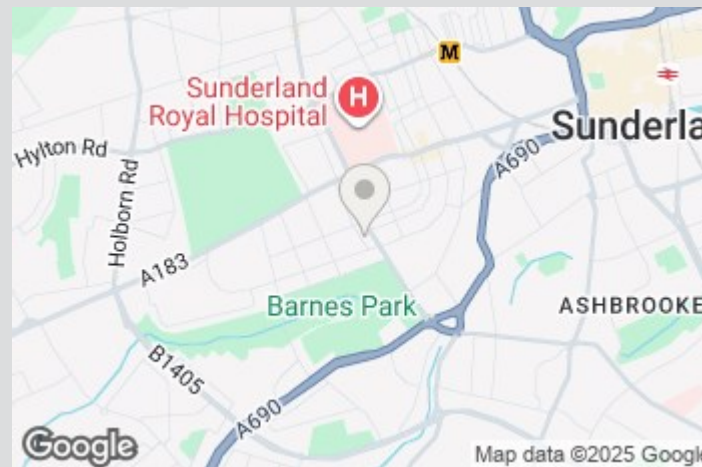 M
Sunderland
Royal Hospital
H
Sunderla
Hylton Rd
A690
Holborn Rd
A183
Barnes Park
ASHBROOKE
B1405
A690
Google
Map data ©2025 Google